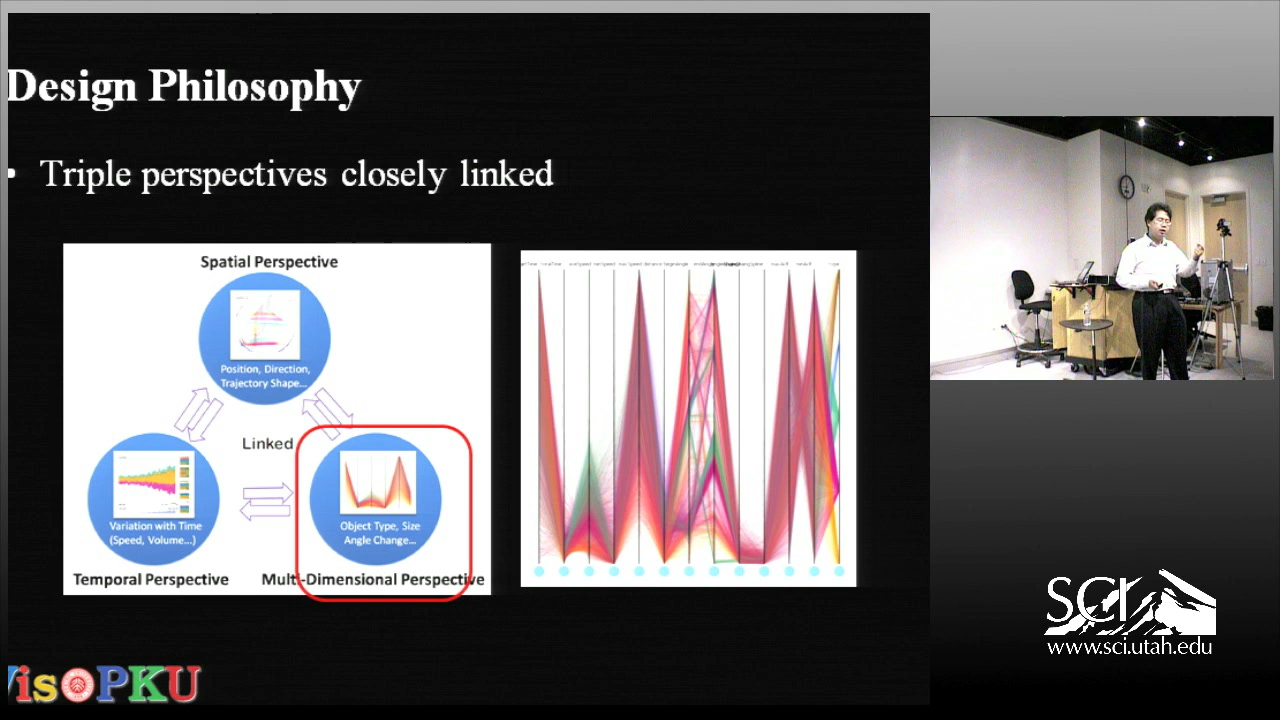 Design Philosophy
• Triple perspectives closely linked
Spatial Perspective
Position, Direction,
Trajectory Shape...
Linked
Variation with Time
(Speed, Volume...)
Object Type, Size
Angle Change...
Temporal Perspective
Multi-Dimensional Perspective
VisPKU
SCI
www.sci.utah.edu